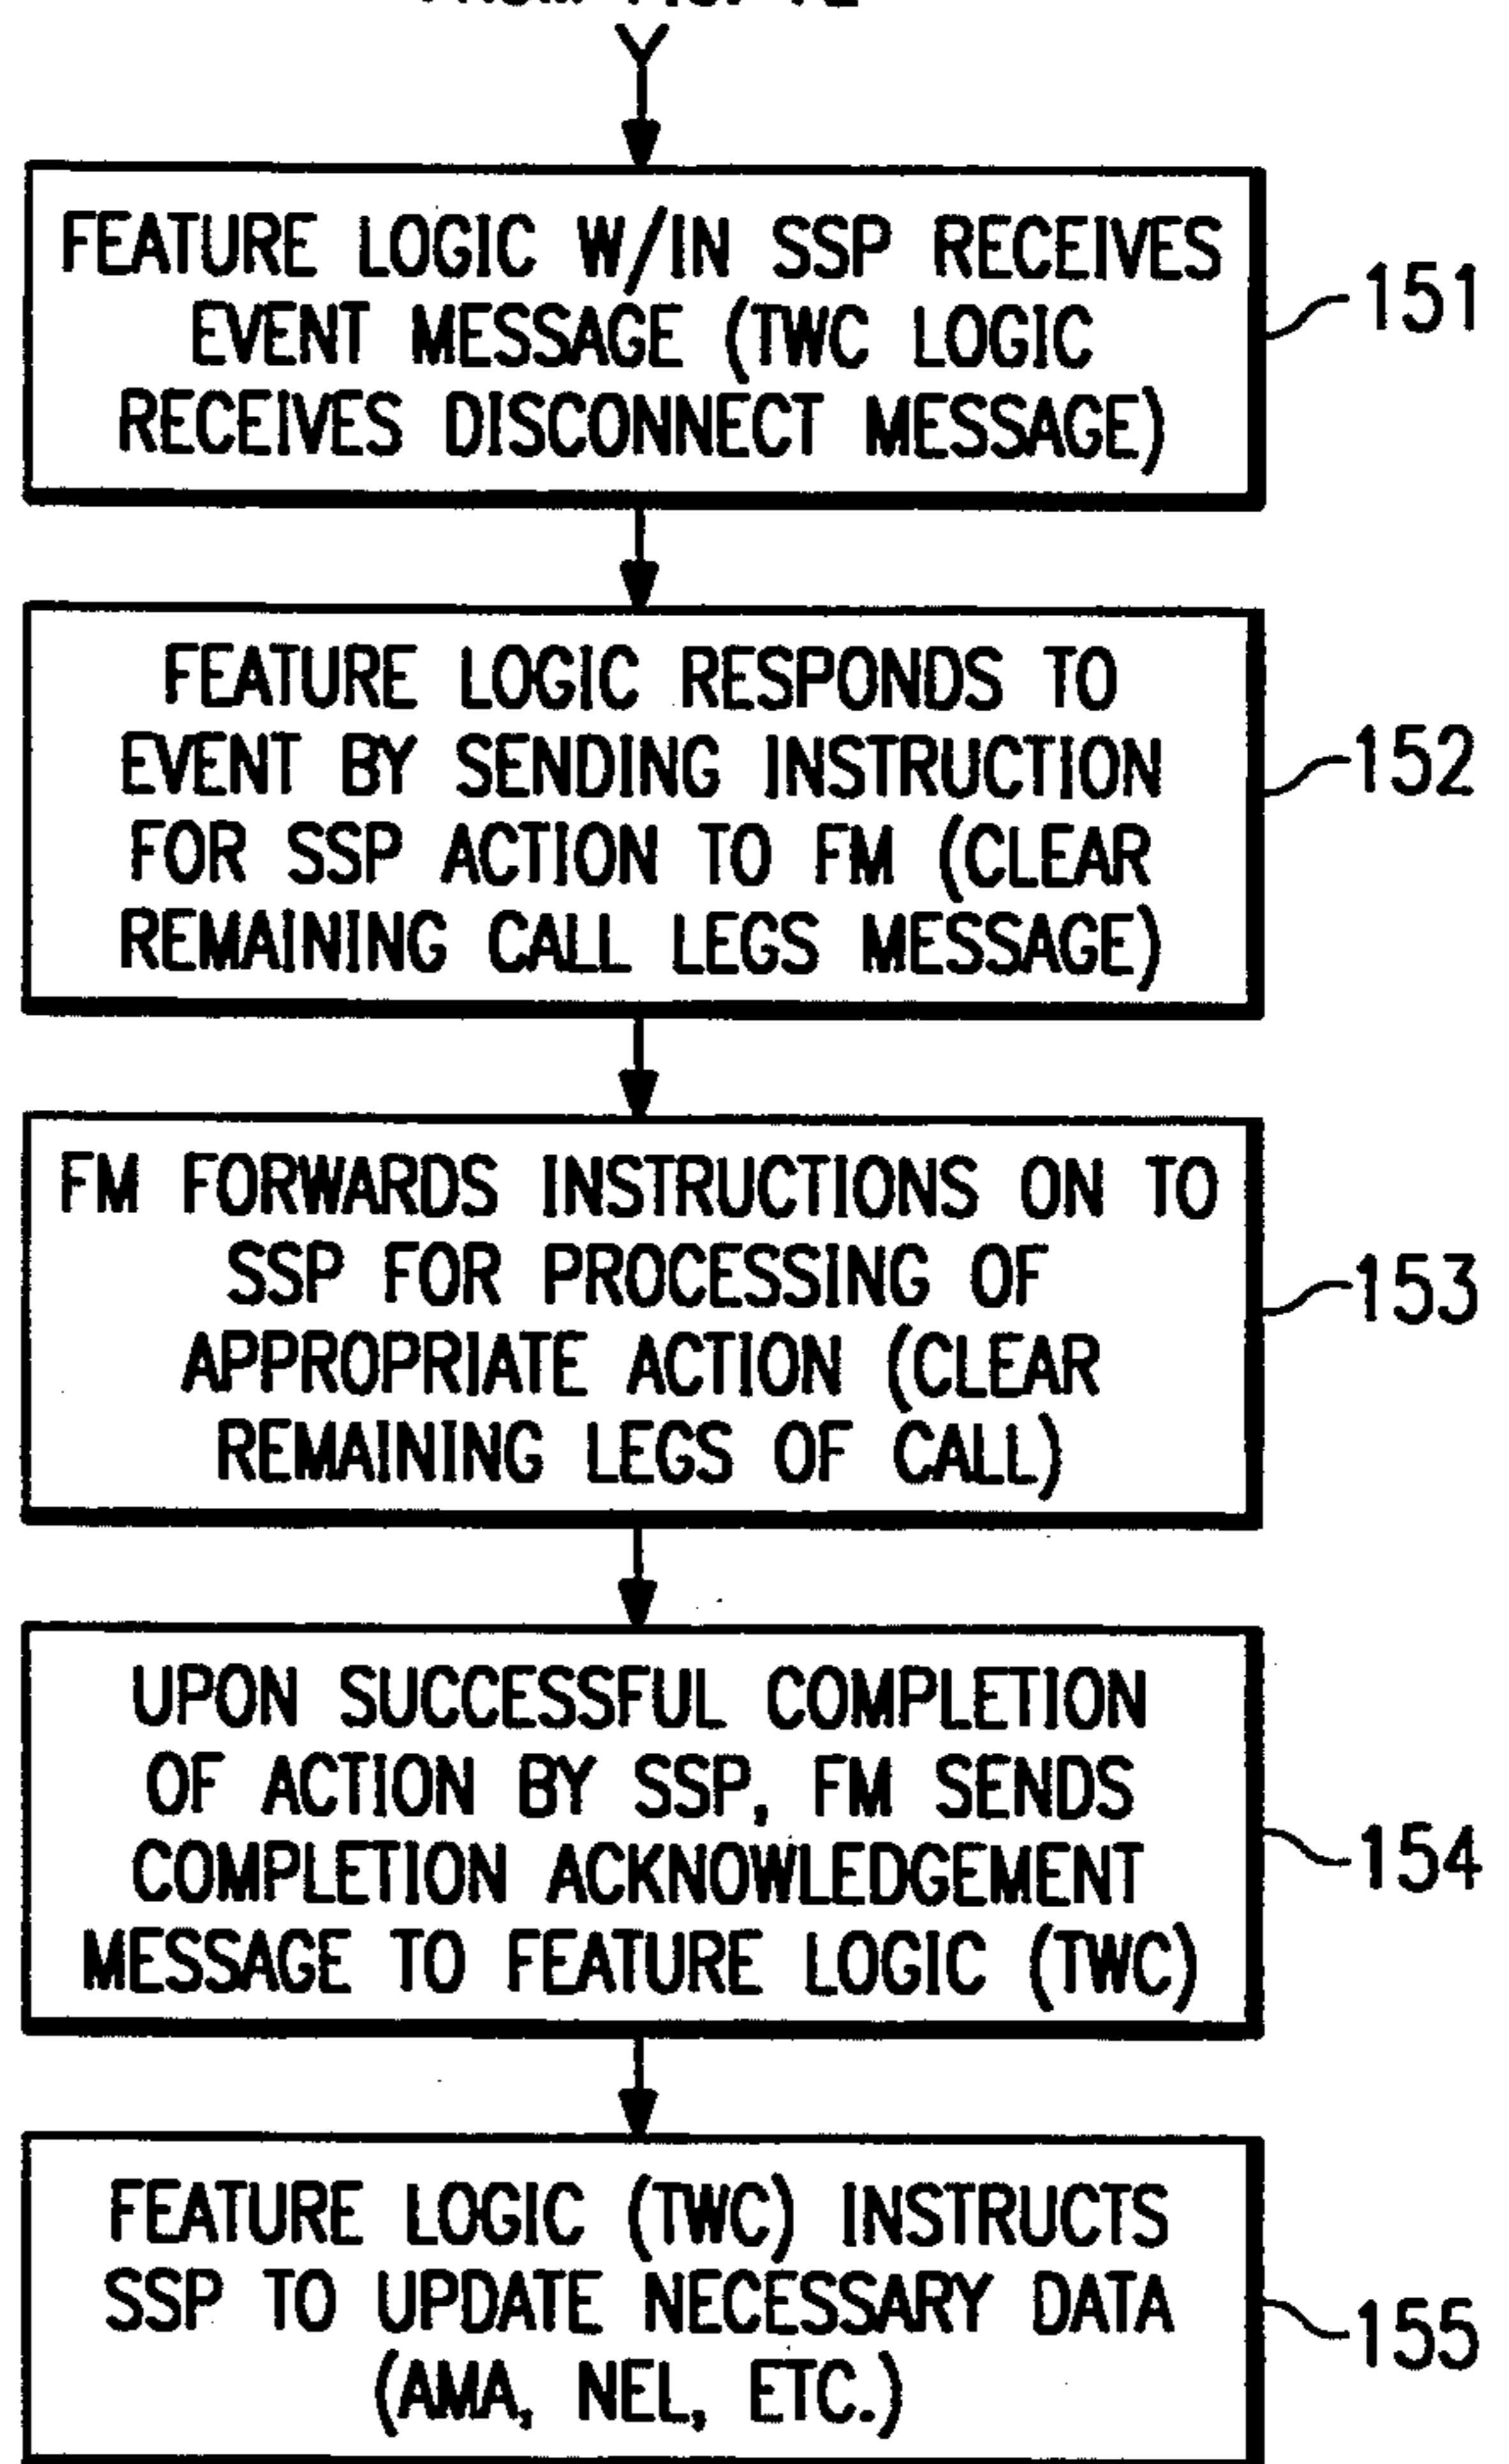 FEATURE LOGIC W/IN SSP RECEIVES
EVENT MESSAGE (TWC LOGIC
RECEIVES DISCONNECT MESSAGE)
151
FEATURE LOGIC RESPONDS TO
EVENT BY SENDING INSTRUCTION
FOR SSP ACTION TO FM (CLEAR
REMAINING CALL LEGS MESSAGE)
152
FM FORWARDS INSTRUCTIONS ON TO
SSP FOR PROCESSING OF
APPROPRIATE ACTION (CLEAR
REMAINING LEGS OF CALL)
153
UPON SUCCESSFUL COMPLETION
OF ACTION BY SSP, FM SENDS
COMPLETION ACKNOWLEDGEMENT
MESSAGE TO FEATURE LOGIC (TWC)
154
FEATURE LOGIC (TWC) INSTRUCTS
SSP TO UPDATE NECESSARY DATA
(AMA, NEL, ETC.)
155